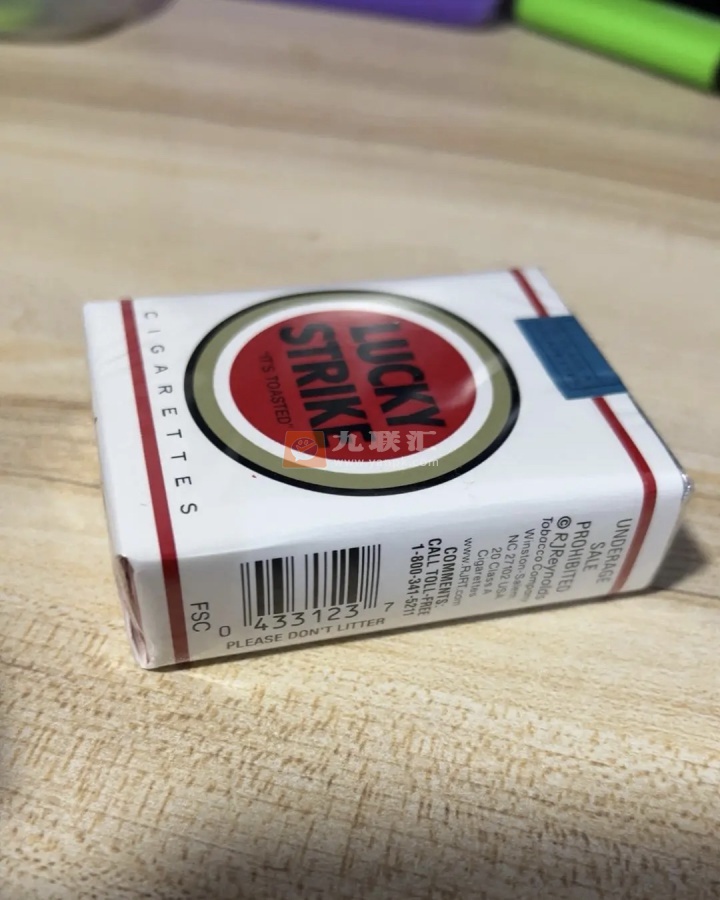 CIGARETTES
LUCKY
STRIKE
"IT'S TOASTED"
九联汇
FSC
0 433123 7
PLEASE DON'T LITTER
COMMENTS:
CALL TOLL-FREE
1-800-341-5211
www.RJRT.com
Cigarettes
20 Class A
NC 27102 USA
Winston-Salem
Tobacco Company
©RJReynolds
PROHIBITED
SALE
UNDERAGE